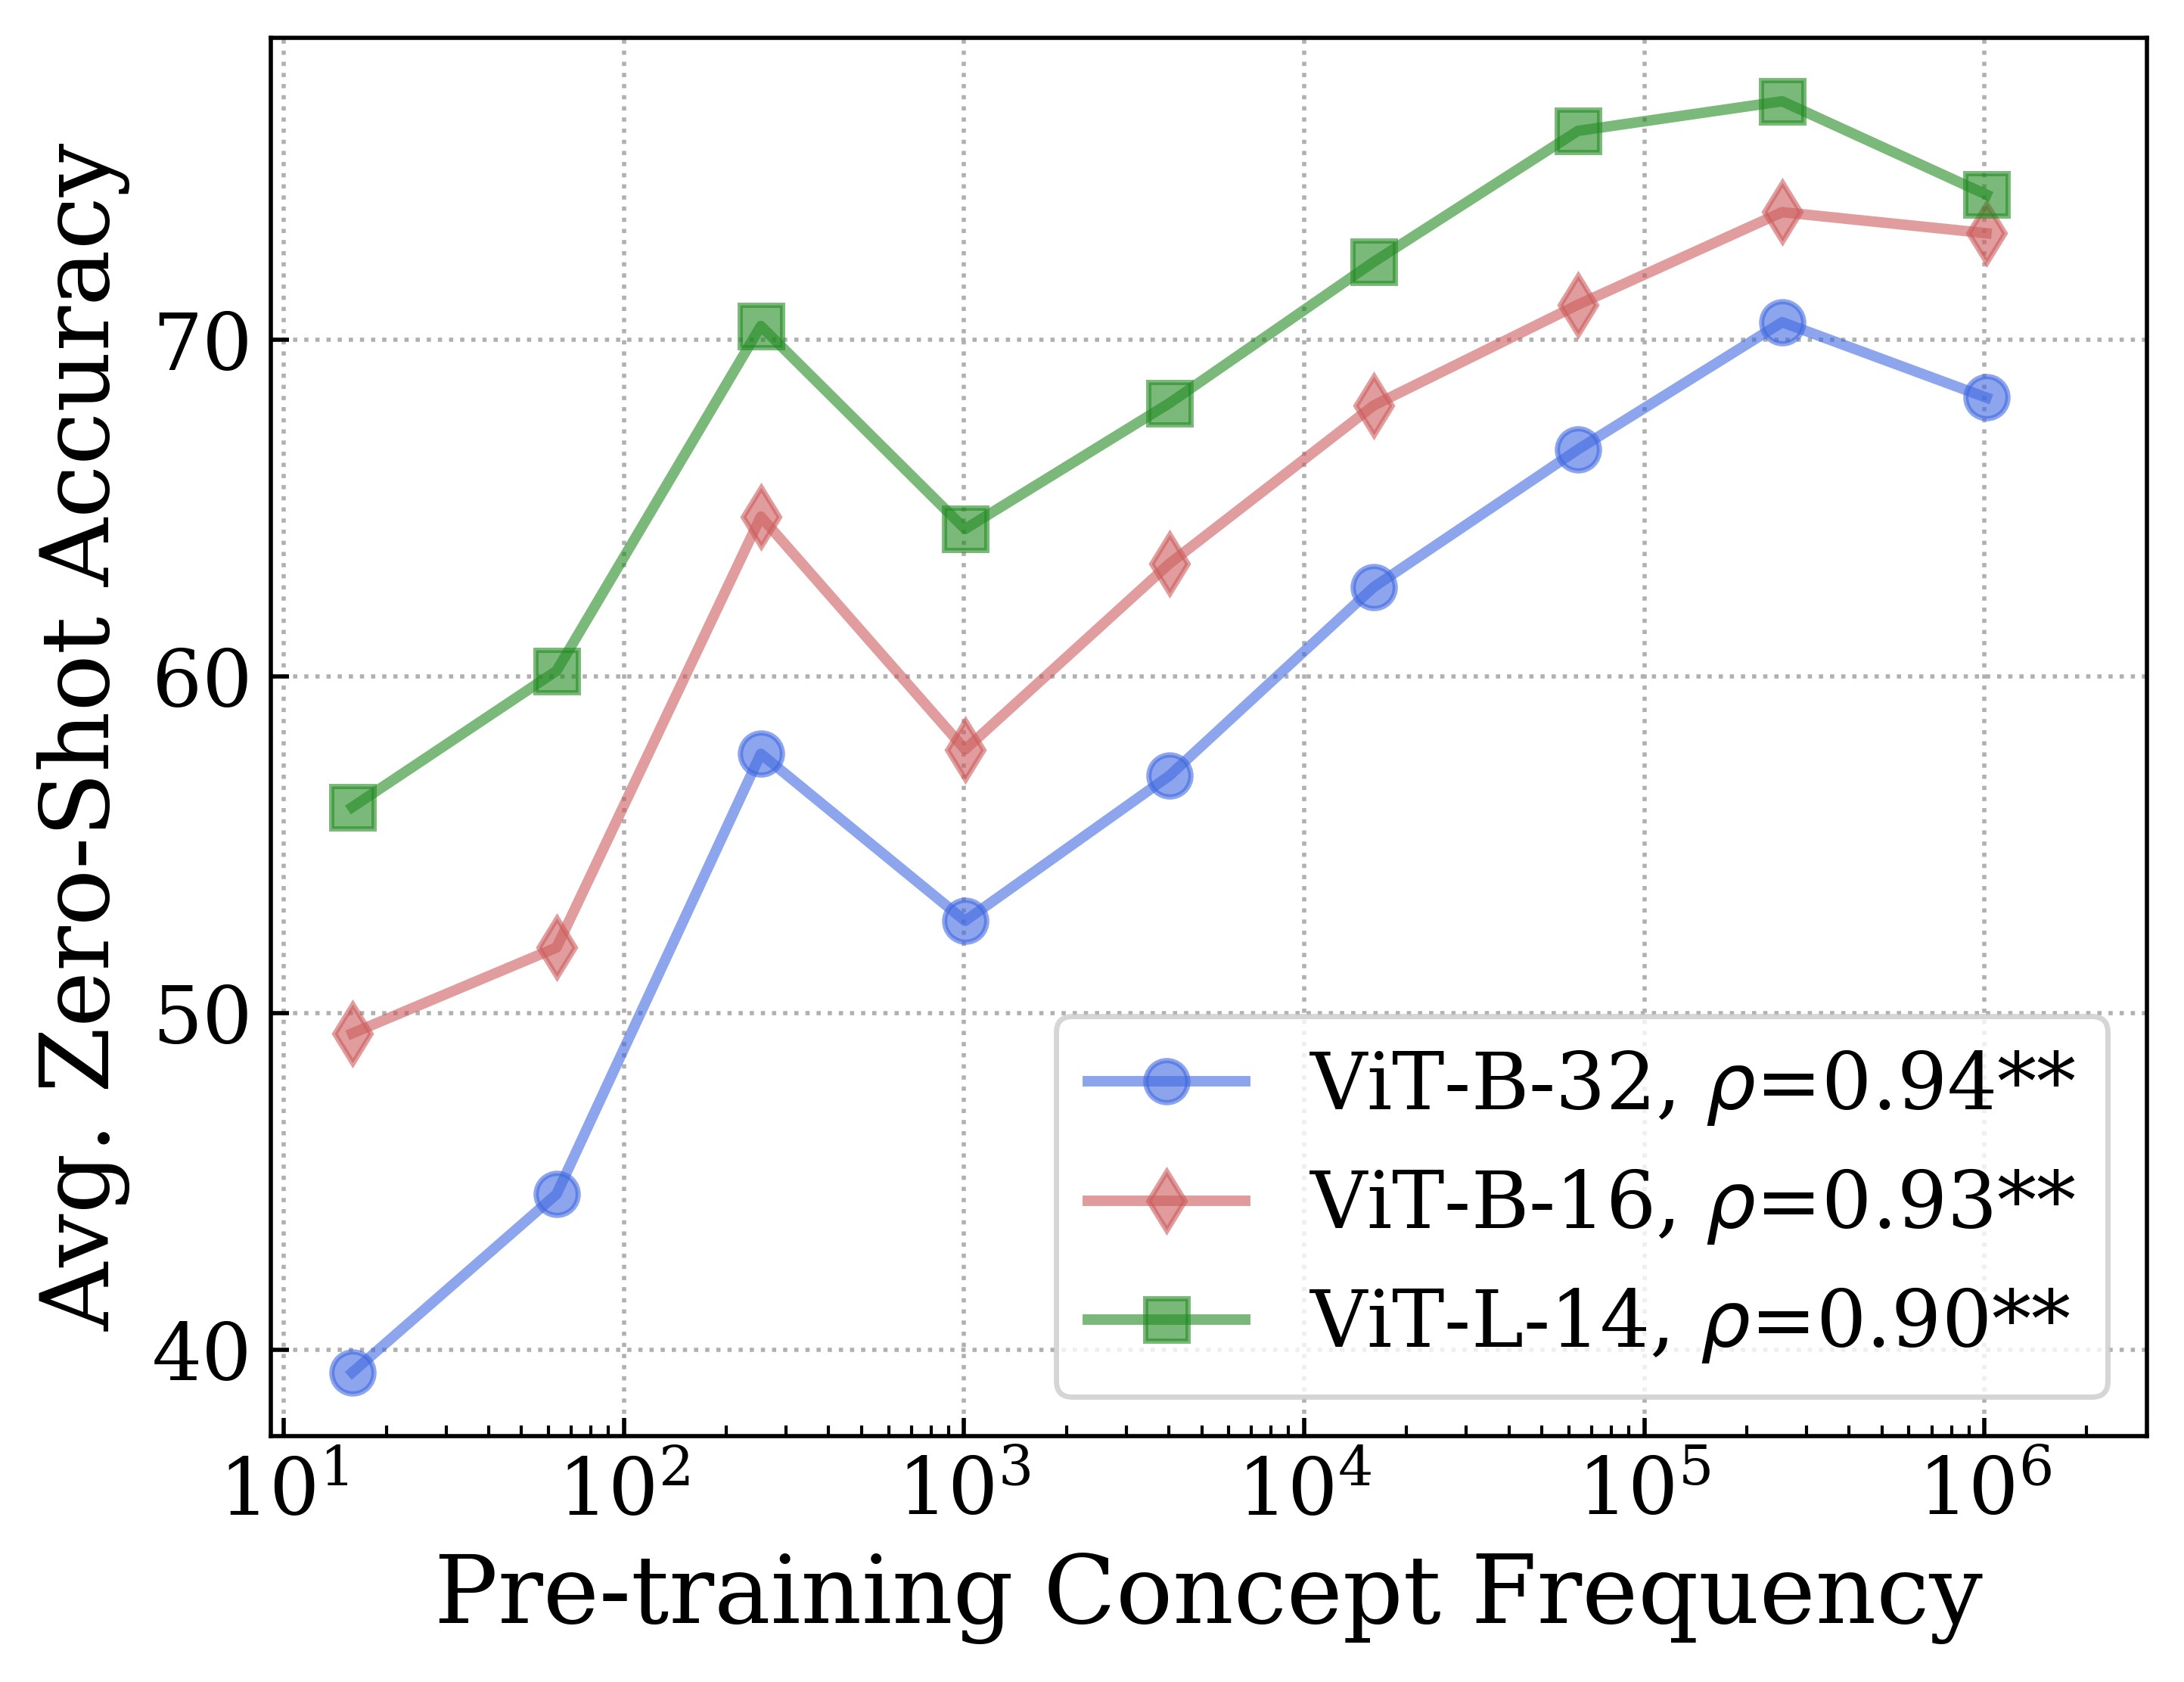 Avg. Zero-Shot Accuracy
70
60
50
40
ViT-B-32, ρ=0.94**
ViT-B-16, ρ=0.93**
ViT-L-14, ρ=0.90**
10¹ 10² 10³ 10⁴ 10⁵ 10⁶
Pre-training Concept Frequency